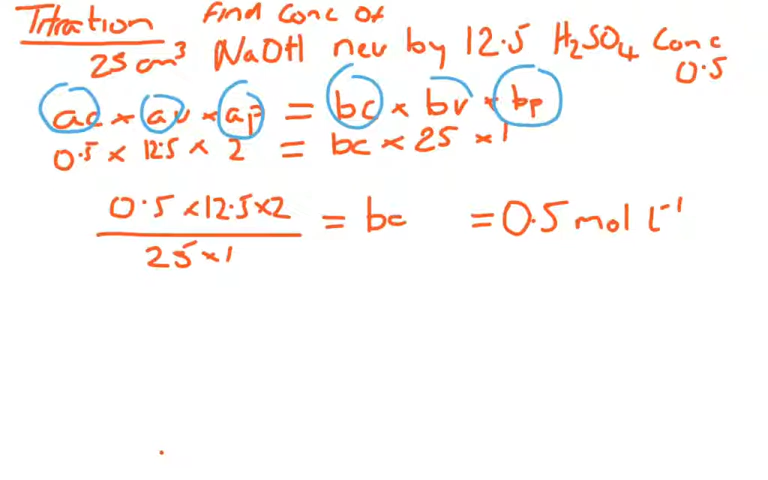 Titration Find Conc Of
25 cm³ NaOH neu by 12.5 H₂SO₄ Conc 0.5
ac × av × ap = bc × bv × bp
0.5 × 12.5 × 2 = bc × 25 × 1
0.5 × 12.5 × 2 / 25 × 1 = bc = 0.5 mol l⁻¹